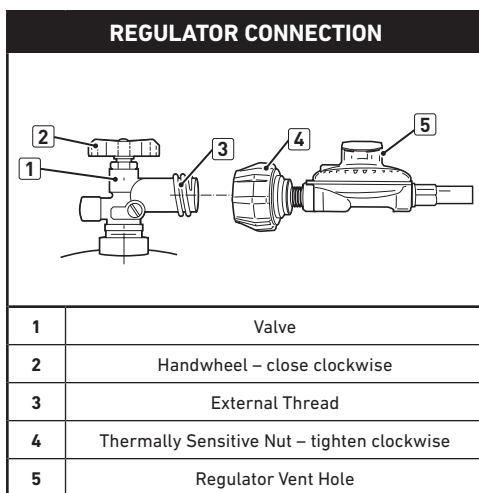 REGULATOR CONNECTION
2
1
3
4
5
1 Valve
2 Handwheel – close clockwise
3 External Thread
4 Thermally Sensitive Nut – tighten clockwise
5 Regulator Vent Hole